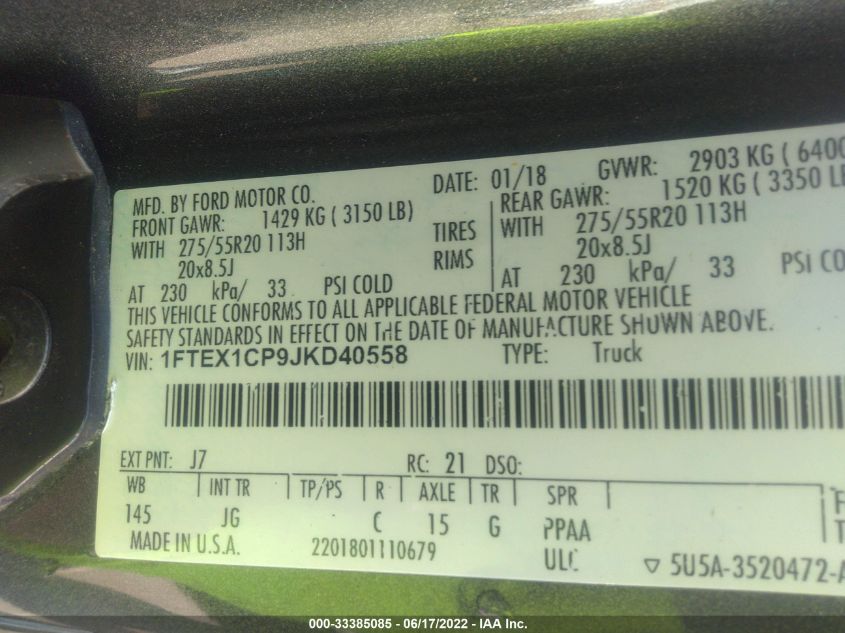 MFD. BY FORD MOTOR CO. DATE: 01/18 GVWR: 2903 KG ( 6400
FRONT GAWR: 1429 KG ( 3150 LB) REAR GAWR: 1520 KG ( 3350 LB
WITH 275/55R20 113H TIRES WITH 275/55R20 113H
20x8.5J RIMS 20x8.5J
AT 230 kPa/ 33 PSI COLD AT 230 kPa/ 33 PSI CO
THIS VEHICLE CONFORMS TO ALL APPLICABLE FEDERAL MOTOR VEHICLE
SAFETY STANDARDS IN EFFECT ON THE DATE OF MANUFACTURE SHOWN ABOVE.
VIN: 1FTEX1CP9JKD40558 TYPE: Truck
EXT PNT: J7 RC: 21 DSO:
WB INT TR TP/PS R AXLE TR SPR
145 JG C 15 G PPAA
MADE IN U.S.A. 2201801110679 ULC ▽ 5U5A-3520472-A
000-33385085 - 06/17/2022 - IAA Inc.